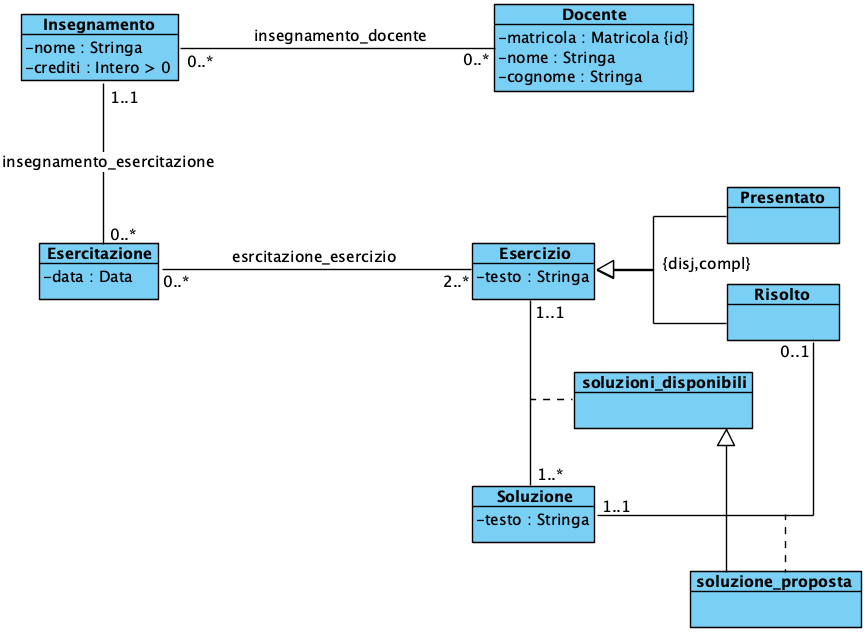 Insegnamento
-nome : Stringa
-crediti : Intero > 0
insegnamento_docente
0..*
0..*
Docente
-matricola : Matricola {id}
-nome : Stringa
-cognome : Stringa
1..1
insegnamento_esercitazione
0..*
Esercitazione
-data : Data
esrcitazione_esercizio
0..*
2..*
Esercizio
-testo : Stringa
{disj,compl}
Presentato
Risolto
1..1
0..1
soluzioni_disponibili
1..*
Soluzione
-testo : Stringa
1..1
soluzione_proposta